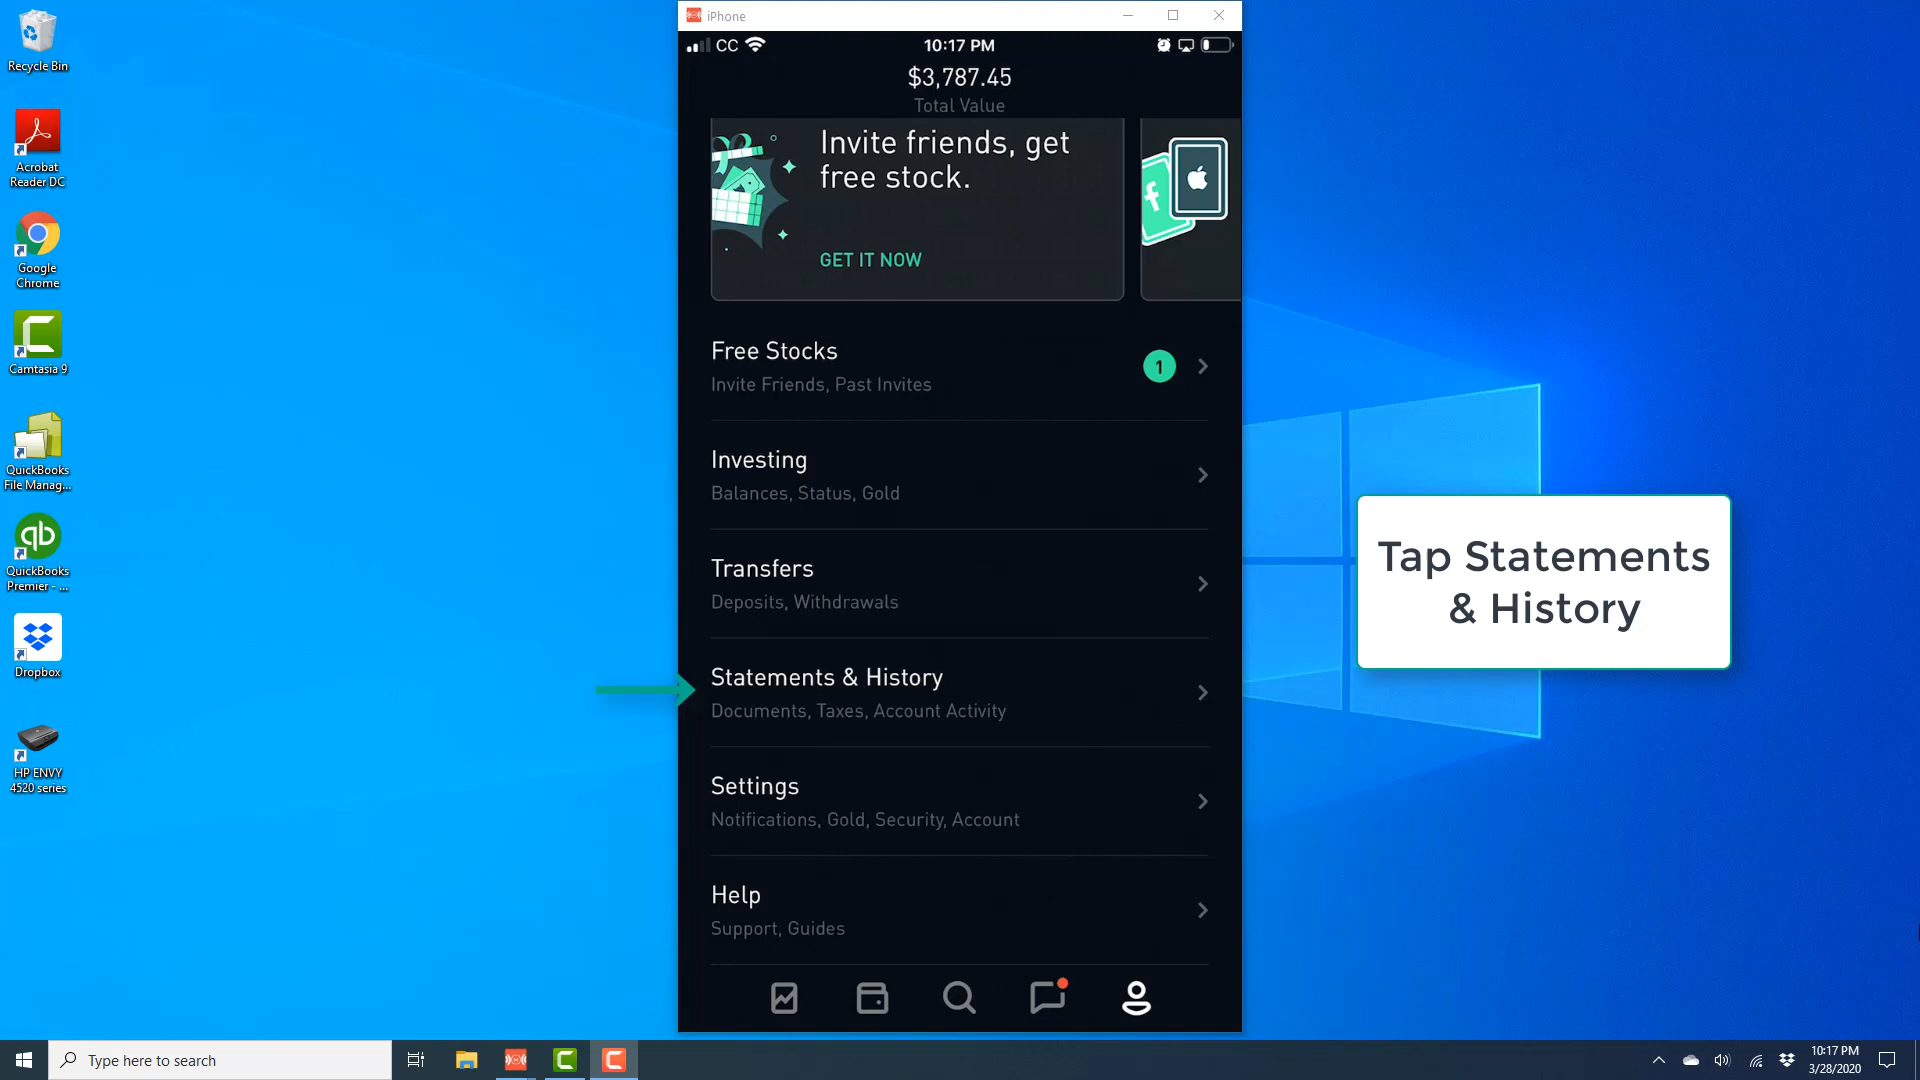 Recycle Bin
Acrobat
Reader DC
Google
Chrome
Camtasia 9
QuickBooks
File Manag...
QuickBooks
Premier - ...
Dropbox
HP ENVY
4520 series
iPhone
CC
10:17 PM
$3,787.45
Total Value
Invite friends, get
free stock.
GET IT NOW
Free Stocks
Invite Friends, Past Invites
1
Investing
Balances, Status, Gold
Transfers
Deposits, Withdrawals
Statements & History
Documents, Taxes, Account Activity
Settings
Notifications, Gold, Security, Account
Help
Support, Guides
Tap Statements
& History
Type here to search
10:17 PM
3/28/2020